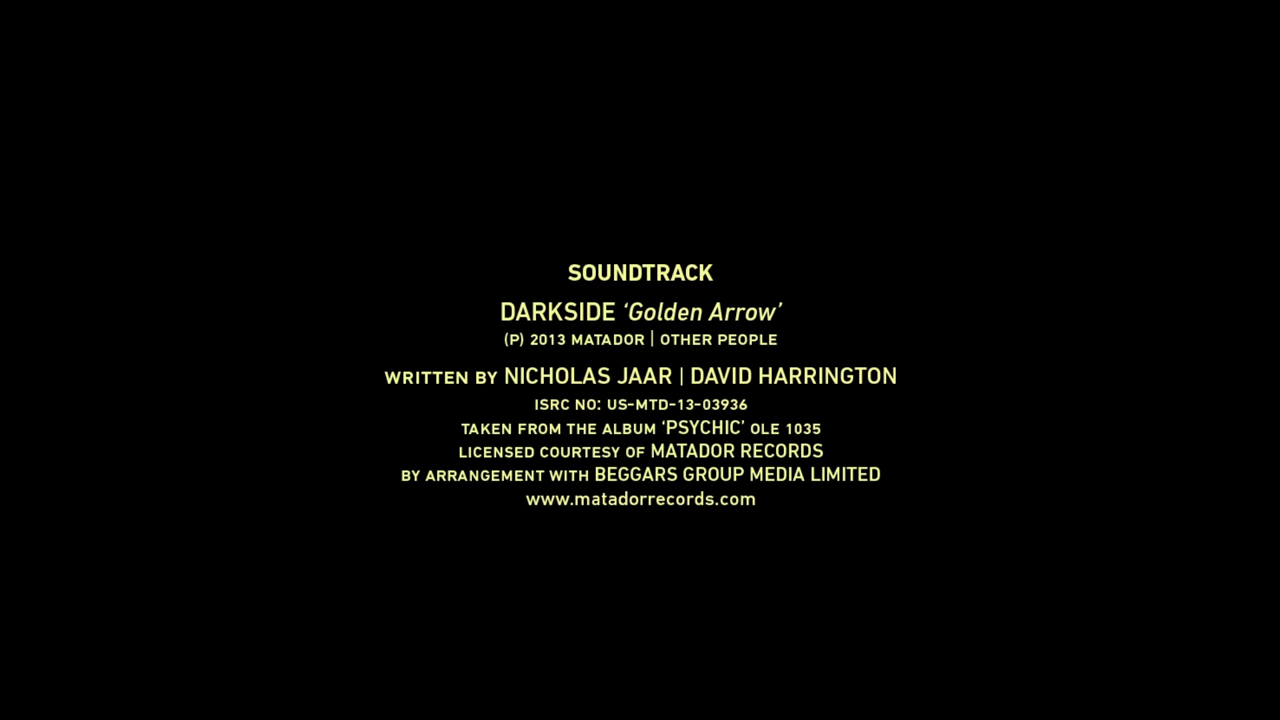 SOUNDTRACK
DARKSIDE ‘Golden Arrow’
(P) 2013 MATADOR | OTHER PEOPLE
WRITTEN BY NICHOLAS JAAR | DAVID HARRINGTON
ISRC NO: US-MTD-13-03936
TAKEN FROM THE ALBUM ‘PSYCHIC’ OLE 1035
LICENSED COURTESY OF MATADOR RECORDS
BY ARRANGEMENT WITH BEGGARS GROUP MEDIA LIMITED
www.matadorrecords.com